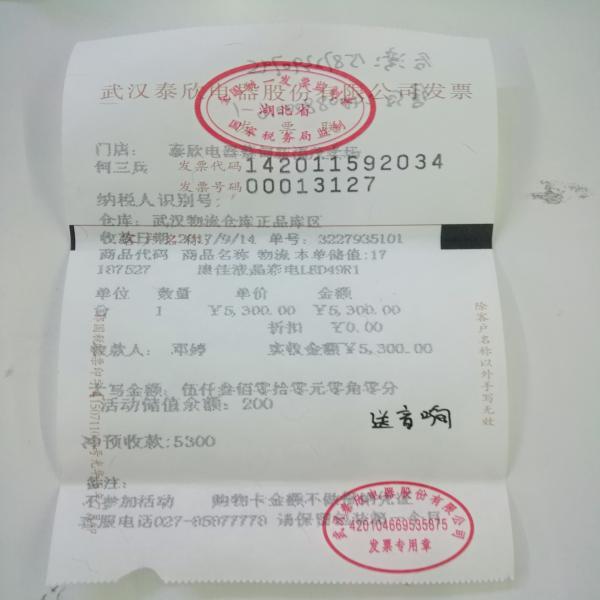 武汉泰欣电器股份有限公司发票
全国统一发票监制章
湖北省
国家税务局监制
发票联
门店: 泰欣电器
何三兵 发票代码 142011592034
发票号码 00013127
纳税人识别号:
仓库: 武汉物流仓库正品库区
收款日期: 2017/9/14 单号: 3227935101
商品代码 商品名称 物流 本单储值:17
187527 康佳液晶彩电LED49R1
单位 数量 单价 金额
台 1 ¥5,300.00 ¥5,300.00
折扣 ¥0.00
收款人: 邓婷 实收金额¥5,300.00
大写金额: 伍仟叁佰零拾零元零角零分
活动储值余额: 200
送音响
冲预收款:5300
备注:
不参加活动 购物卡金额不做
客服电话027-85877778 请保留
武汉泰欣电器股份有限公司
420104669535675
发票专用章
除客户名称以外手写无效